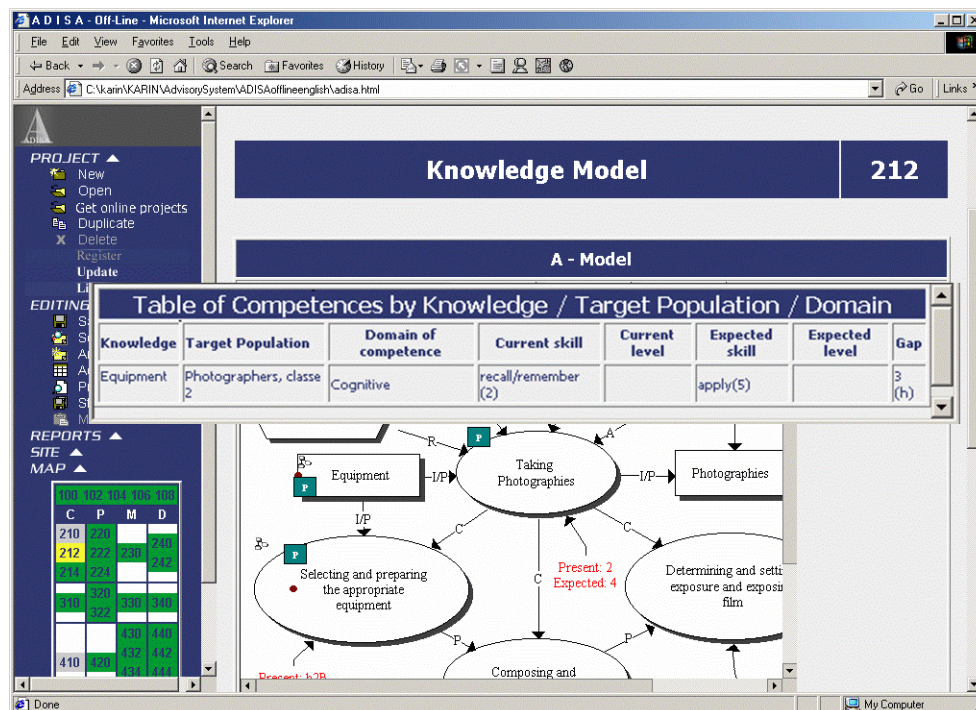 A D I S A - Off-Line - Microsoft Internet Explorer
File Edit View Favorites Tools Help
Back Search Favorites History
Address C:\karin\KARIN\AdvisorySystem\ADISAofflineenglish\adisa.html Go Links
ADISA
PROJECT
New
Open
Get online projects
Duplicate
X Delete
Register
Update
Li
EDITING
REPORTS
SITE
MAP
100 102 104 106 108
C P M D
210 220
240
212 222 230
242
214 224
320
310 330 340
322
430 440
432 442
410 420
434 444
Knowledge Model 212
A - Model
Table of Competences by Knowledge / Target Population / Domain
Knowledge Target Population Domain of competence Current skill Current level Expected skill Expected level Gap
Equipment Photographers, classe 2 Cognitive recall/remember (2) apply(5) 3 (h)
R
P
A
Equipment
P
I/P
Taking
Photographies
I/P
Photographies
I/P
C
C
C
P
Selecting and preparing
the appropriate
equipment
Present: 2
Expected: 4
Determining and setti
exposure and exposin
film
P
P
Composing and
Present: b2B
Done My Computer